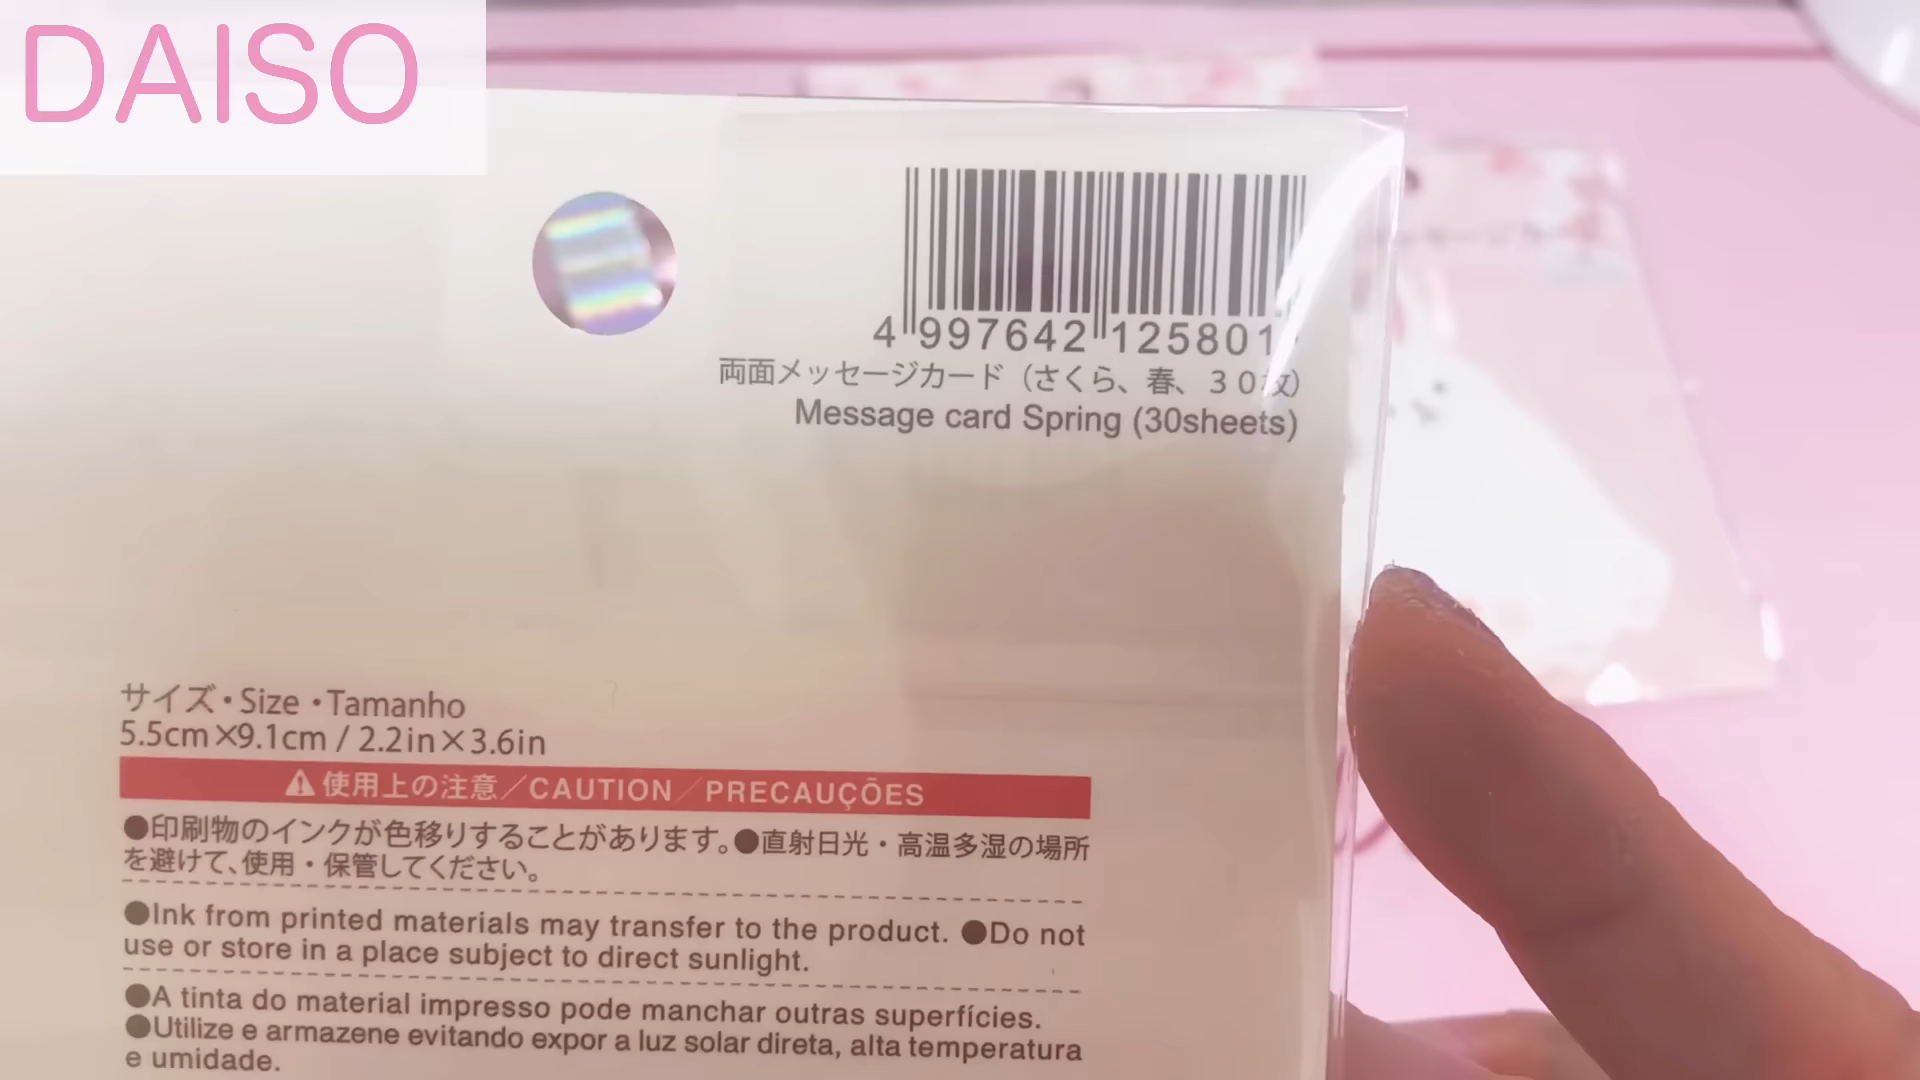 DAISO
4 997642 125801
両面メッセージカード（さくら、春、３０枚）
Message card Spring (30sheets)
サイズ・Size・Tamanho
5.5cm×9.1cm / 2.2in×3.6in
使用上の注意／CAUTION／PRECAUÇÕES
●印刷物のインクが色移りすることがあります。●直射日光・高温多湿の場所
を避けて、使用・保管してください。
●Ink from printed materials may transfer to the product. ●Do not
use or store in a place subject to direct sunlight.
●A tinta do material impresso pode manchar outras superfícies.
●Utilize e armazene evitando expor a luz solar direta, alta temperatura
e umidade.